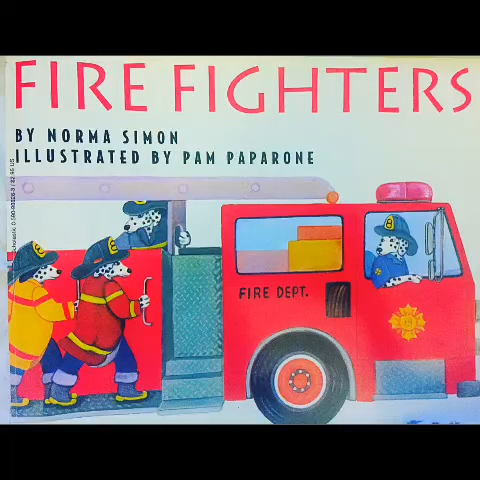 FIRE FIGHTERS
BY NORMA SIMON
ILLUSTRATED BY PAM PAPARONE
FIRE DEPT.